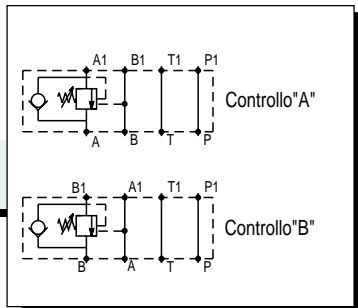 A1 B1 T1 P1
Controllo"A"
A B T P
B1 A1 T1 P1
Controllo"B"
B A T P